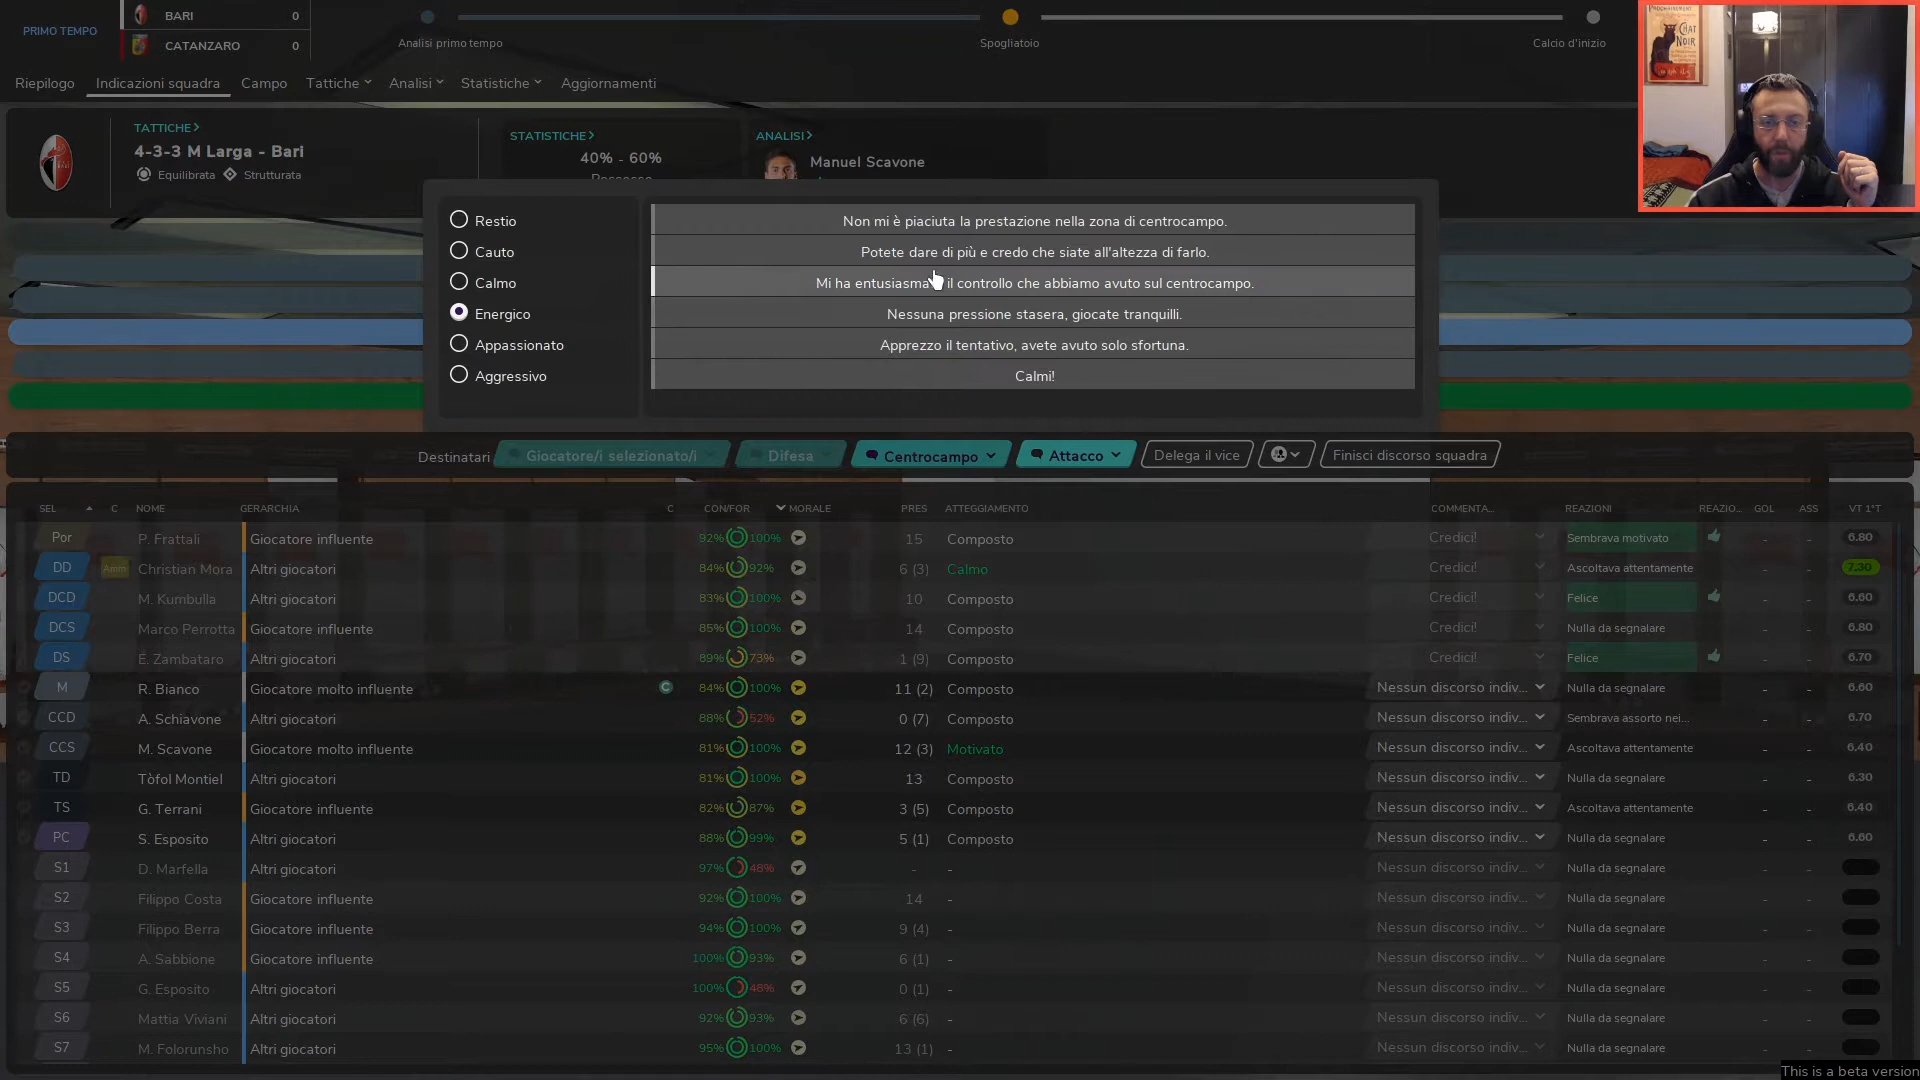 PRIMO TEMPO
BARI 0
CATANZARO 0
Analisi primo tempo
Spogliatoio
Calcio d'inizio
Riepilogo Indicazioni squadra Campo Tattiche Analisi Statistiche Aggiornamenti
TATTICHE>
4-3-3 M Larga - Bari
Equilibrata Strutturata
STATISTICHE>
40% - 60%
Possesso
ANALISI>
Manuel Scavone
CHAT
NOIR
Restio
Cauto
Calmo
Energico
Appassionato
Aggressivo
Non mi è piaciuta la prestazione nella zona di centrocampo.
Potete dare di più e credo che siate all'altezza di farlo.
Mi ha entusiasma il controllo che abbiamo avuto sul centrocampo.
Nessuna pressione stasera, giocate tranquilli.
Apprezzo il tentativo, avete avuto solo sfortuna.
Calmi!
Destinatari Giocatore/i selezionato/i Difesa Centrocampo Attacco Delega il vice Finisci discorso squadra
SEL C NOME GERARCHIA C CON/FOR MORALE PRES ATTEGGIAMENTO COMMENTA... REAZIONI REAZIO... GOL ASS VT 1°T
Por P. Frattali Giocatore influente 92% 100% 15 Composto Credici! Sembrava motivato - - 6.80
DD Amm Christian Mora Altri giocatori 84% 92% 6 (3) Calmo Credici! Ascoltava attentamente - - 7.30
DCD M. Kumbulla Altri giocatori 83% 100% 10 Composto Credici! Felice - - 6.60
DCS Marco Perrotta Giocatore influente 85% 100% 14 Composto Credici! Nulla da segnalare - - 6.80
DS E. Zambataro Altri giocatori 89% 73% 1 (9) Composto Credici! Felice - - 6.70
M R. Bianco Giocatore molto influente C 84% 100% 11 (2) Composto Nessun discorso indiv... Nulla da segnalare - - 6.60
CCD A. Schiavone Altri giocatori 88% 52% 0 (7) Composto Nessun discorso indiv... Sembrava assorto nei... - - 6.70
CCS M. Scavone Giocatore molto influente 81% 100% 12 (3) Motivato Nessun discorso indiv... Ascoltava attentamente - - 6.40
TD Tòfol Montiel Altri giocatori 81% 100% 13 Composto Nessun discorso indiv... Nulla da segnalare - - 6.30
TS G. Terrani Giocatore influente 82% 87% 3 (5) Composto Nessun discorso indiv... Ascoltava attentamente - - 6.40
PC S. Esposito Altri giocatori 88% 99% 5 (1) Composto Nessun discorso indiv... Nulla da segnalare - - 6.60
S1 D. Marfella Altri giocatori 97% 48% - - Nessun discorso indiv... Nulla da segnalare
S2 Filippo Costa Giocatore influente 92% 100% 14 - Nessun discorso indiv... Nulla da segnalare
S3 Filippo Berra Giocatore influente 94% 100% 9 (4) - Nessun discorso indiv... Nulla da segnalare
S4 A. Sabbione Giocatore influente 100% 93% 6 (1) - Nessun discorso indiv... Nulla da segnalare
S5 G. Esposito Altri giocatori 100% 48% 0 (1) - Nessun discorso indiv... Nulla da segnalare
S6 Mattia Viviani Altri giocatori 92% 93% 6 (6) - Nessun discorso indiv... Nulla da segnalare
S7 M. Folorunsho Altri giocatori 95% 100% 13 (1) - Nessun discorso indiv... Nulla da segnalare
This is a beta version